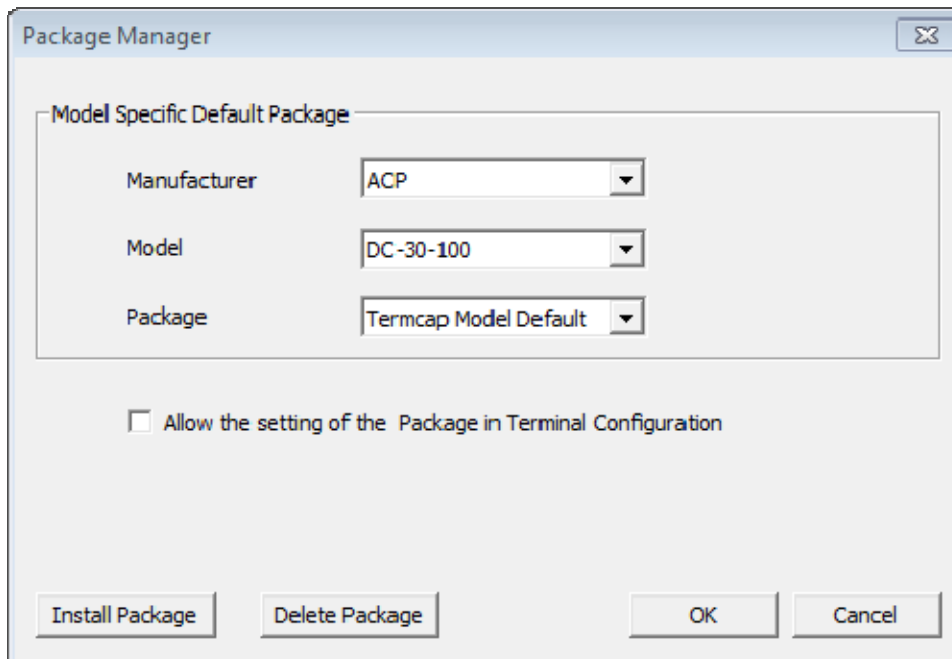 Package Manager
Model Specific Default Package
Manufacturer ACP
Model DC-30-100
Package Termcap Model Default
Allow the setting of the Package in Terminal Configuration
Install Package Delete Package OK Cancel